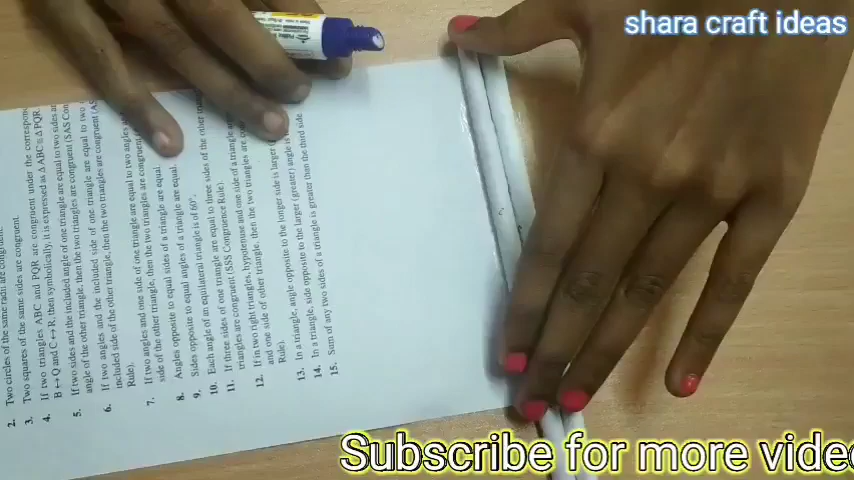 shara craft ideas
2. Two circles of the same radii are congruent.
3. Two squares of the same sides are congruent.
4. If two triangles ABC and PQR are congruent under the correspon
B ↔ Q and C ↔ R, then symbolically, it is expressed as Δ ABC ≅ Δ PQR.
5. If two sides and the included angle of one triangle are equal to two sides a
angle of the other triangle, then the two triangles are congruent (SAS Con
6. If two angles and the included side of one triangle are equal to two
included side of the other triangle, then the two triangles are congruent (AS
Rule).
7. If two angles and one side of one triangle are equal to two angles
side of the other triangle, then the two triangles are congruent
8. Angles opposite to equal sides of a triangle are equal.
9. Sides opposite to equal angles of a triangle are equal.
10. Each angle of an equilateral triangle is of 60°.
11. If three sides of one triangle are equal to three sides of the other
triangles are congruent (SSS Congruence Rule).
12. If in two right triangles, hypotenuse and one side of a triangle
and one side of other triangle, then the two triangles are
Rule).
13. In a triangle, angle opposite to the longer side is larger
14. In a triangle, side opposite to the larger (greater) angle is
15. Sum of any two sides of a triangle is greater than the third side
Subscribe for more vide